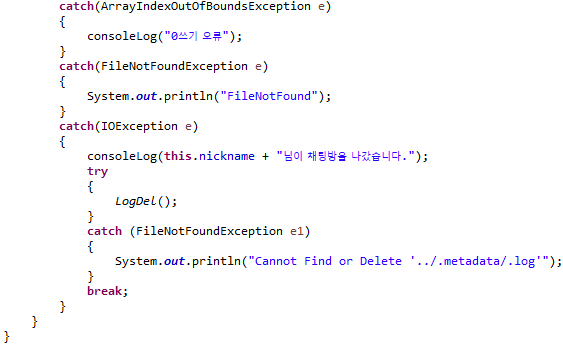 catch(ArrayIndexOutOfBoundsException e)
{
consoleLog("0쓰기 오류");
}
catch(FileNotFoundException e)
{
System.out.println("FileNotFound");
}
catch(IOException e)
{
consoleLog(this.nickname + "님이 채팅방을 나갔습니다.");
try
{
LogDel();
}
catch (FileNotFoundException e1)
{
System.out.println("Cannot Find or Delete '../.metadata/.log'");
}
break;
}
}
}